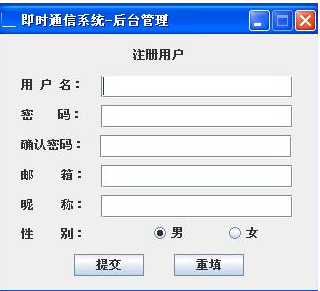 即时通信系统-后台管理
注册用户
用 户 名：
密　　码：
确认密码：
邮　　箱：
昵　　称：
性　　别： 男 女
提交 重填